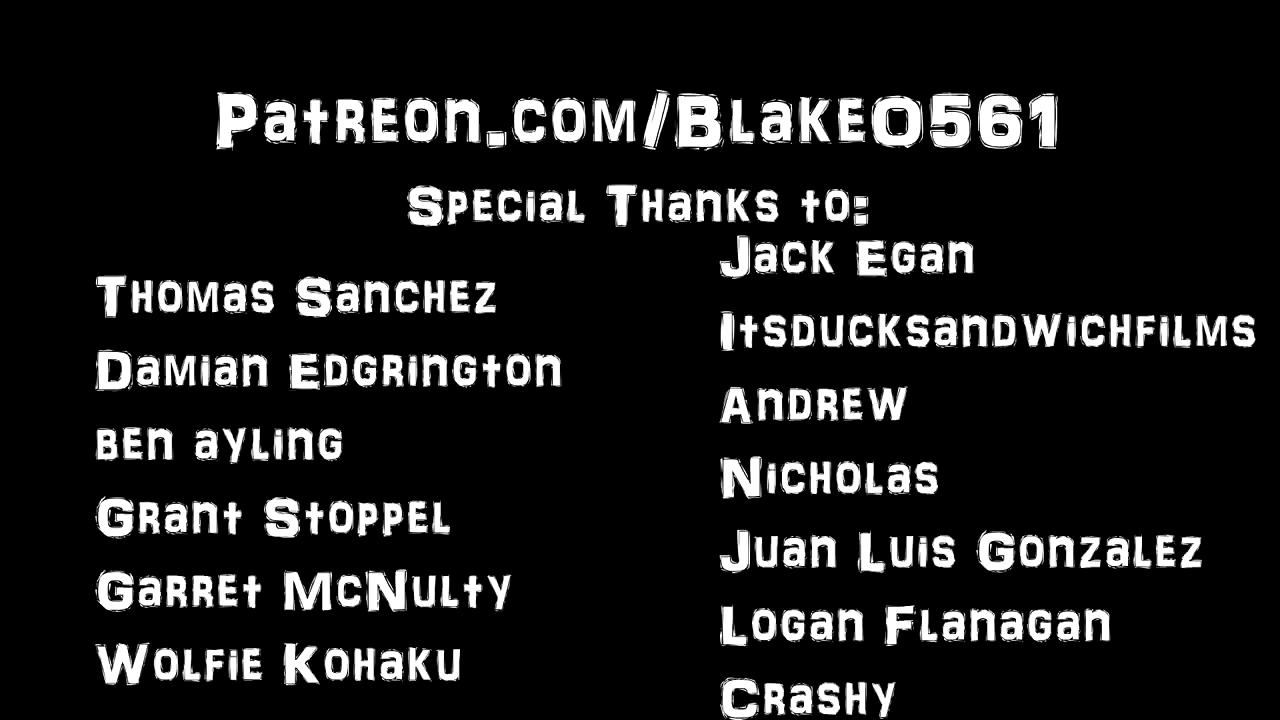 Patreon.com/Blake0561
Special Thanks to:
Thomas Sanchez
Damian Edgrington
Ben ayling
Grant Stoppel
Garret McNulty
Wolfie Kohaku
Jack Egan
Itsducksandwichfilms
Andrew
Nicholas
Juan Luis Gonzalez
Logan Flanagan
Crashy